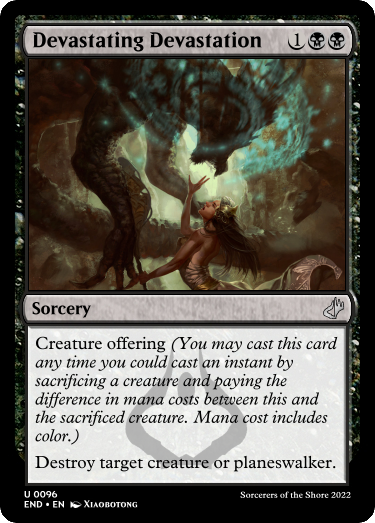 Devastating Devastation 1
Sorcery
Creature offering (You may cast this card
any time you could cast an instant by
sacrificing a creature and paying the
difference in mana costs between this and
the sacrificed creature. Mana cost includes
color.)
Destroy target creature or planeswalker.
U 0096
END • EN XIAOBOTONG
Sorcerers of the Shore 2022